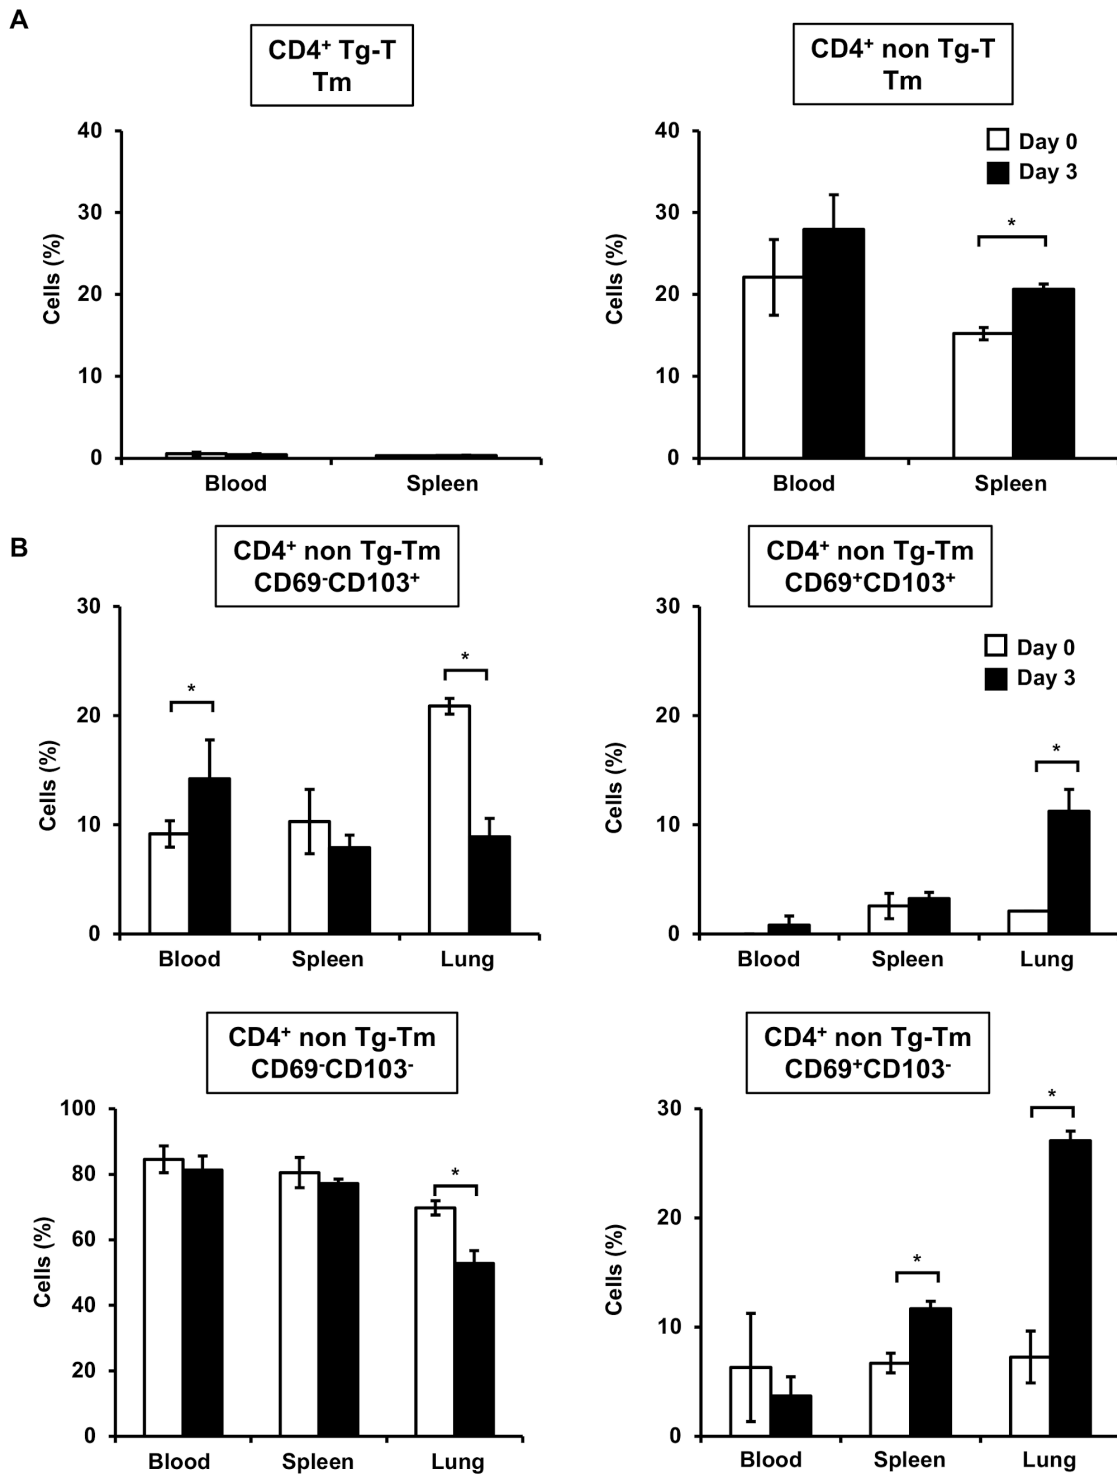 A
CD4⁺ Tg-T
Tm
40
30
20
10
0
Cells (%)
Blood Spleen
CD4⁺ non Tg-T
Tm
Day 0
Day 3
40
30
20
10
0
Cells (%)
*
Blood Spleen
B
CD4⁺ non Tg-Tm
CD69⁻CD103⁺
30
20
10
0
Cells (%)
*
*
Blood Spleen Lung
CD4⁺ non Tg-Tm
CD69⁺CD103⁺
Day 0
Day 3
30
20
10
0
Cells (%)
*
Blood Spleen Lung
CD4⁺ non Tg-Tm
CD69⁻CD103⁻
100
80
60
40
20
0
Cells (%)
*
Blood Spleen Lung
CD4⁺ non Tg-Tm
CD69⁺CD103⁻
30
20
10
0
Cells (%)
*
*
Blood Spleen Lung